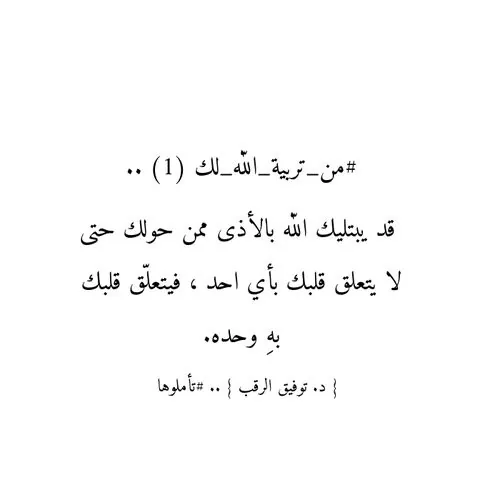 #من_تربية_الله_لك (1) ..
قد يبتليك الله بالأذى ممن حولك حتى
لا يتعلق قلبك بأي احد ، فيتعلّق قلبك
بهِ وحده.
{ د. توفيق الرقب } .. #تأملوها